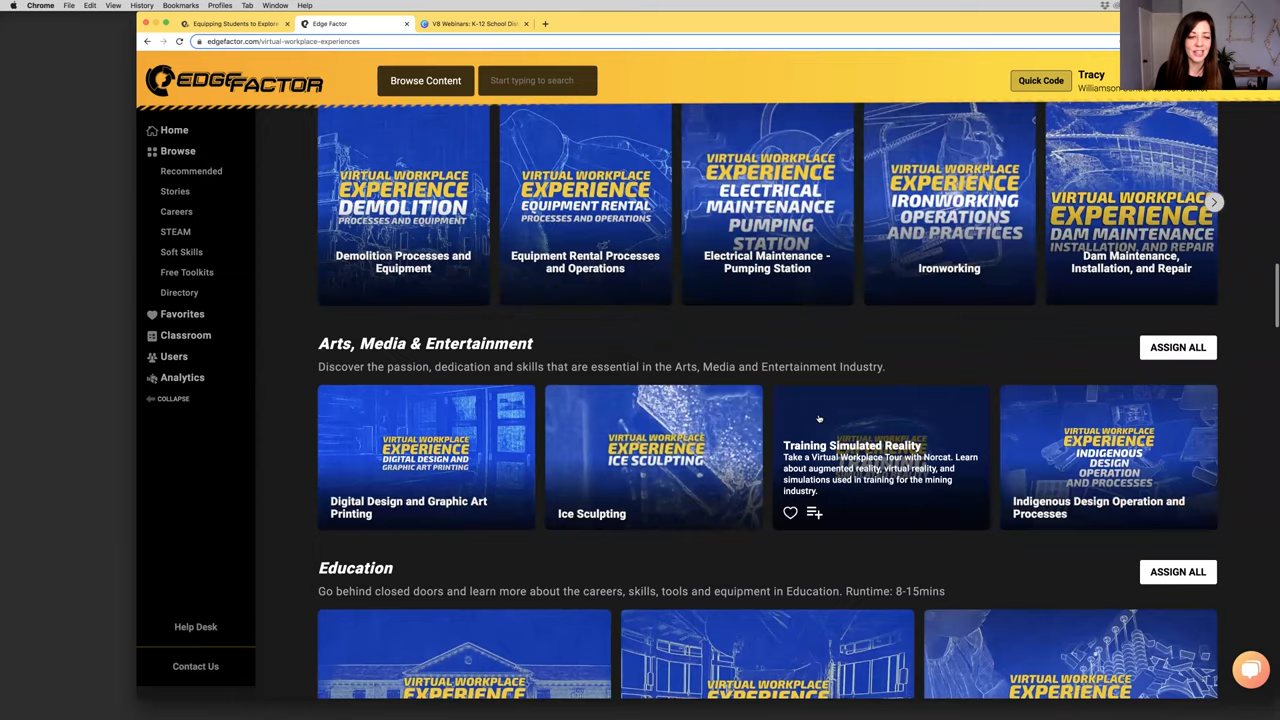 Chrome File Edit View History Bookmarks Profiles Tab Window Help
Equipping Students to Explore
Edge Factor
V8 Webinars: K-12 School Dis
edgefactor.com/virtual-workplace-experiences
EDGE FACTOR
Browse Content
Start typing to search
Quick Code
Tracy
Home
Browse
Recommended
Stories
Careers
STEAM
Soft Skills
Free Toolkits
Directory
Favorites
Classroom
Users
Analytics
COLLAPSE
Help Desk
Contact Us
VIRTUAL WORKPLACE
EXPERIENCE
DEMOLITION
PROCESSES AND EQUIPMENT
Demolition Processes and
Equipment
VIRTUAL WORKPLACE
EXPERIENCE
EQUIPMENT RENTAL
PROCESSES AND OPERATIONS
Equipment Rental Processes
and Operations
VIRTUAL WORKPLACE
EXPERIENCE
ELECTRICAL
MAINTENANCE
PUMPING
STATION
Electrical Maintenance -
Pumping Station
VIRTUAL WORKPLACE
EXPERIENCE
IRONWORKING
OPERATIONS
AND PRACTICES
Ironworking
VIRTUAL WORKPLACE
EXPERIENCE
DAM MAINTENANCE
INSTALLATION, AND REPAIR
Dam Maintenance,
Installation, and Repair
Arts, Media & Entertainment
ASSIGN ALL
Discover the passion, dedication and skills that are essential in the Arts, Media and Entertainment Industry.
VIRTUAL WORKPLACE
EXPERIENCE
DIGITAL DESIGN AND
GRAPHIC ART PRINTING
Digital Design and Graphic Art
Printing
VIRTUAL WORKPLACE
EXPERIENCE
ICE SCULPTING
Ice Sculpting
Training Simulated Reality
Take a Virtual Workplace Tour with Norcat. Learn
about augmented reality, virtual reality, and
simulations used in training for the mining
industry.
VIRTUAL WORKPLACE
EXPERIENCE
INDIGENOUS
DESIGN
OPERATION
AND PROCESSES
Indigenous Design Operation and
Processes
Education
ASSIGN ALL
Go behind closed doors and learn more about the careers, skills, tools and equipment in Education. Runtime: 8-15mins
VIRTUAL WORKPLACE
EXPERIENCE
VIRTUAL WORKPLACE
VIRTUAL WORKPLACE
EXPERIENCE